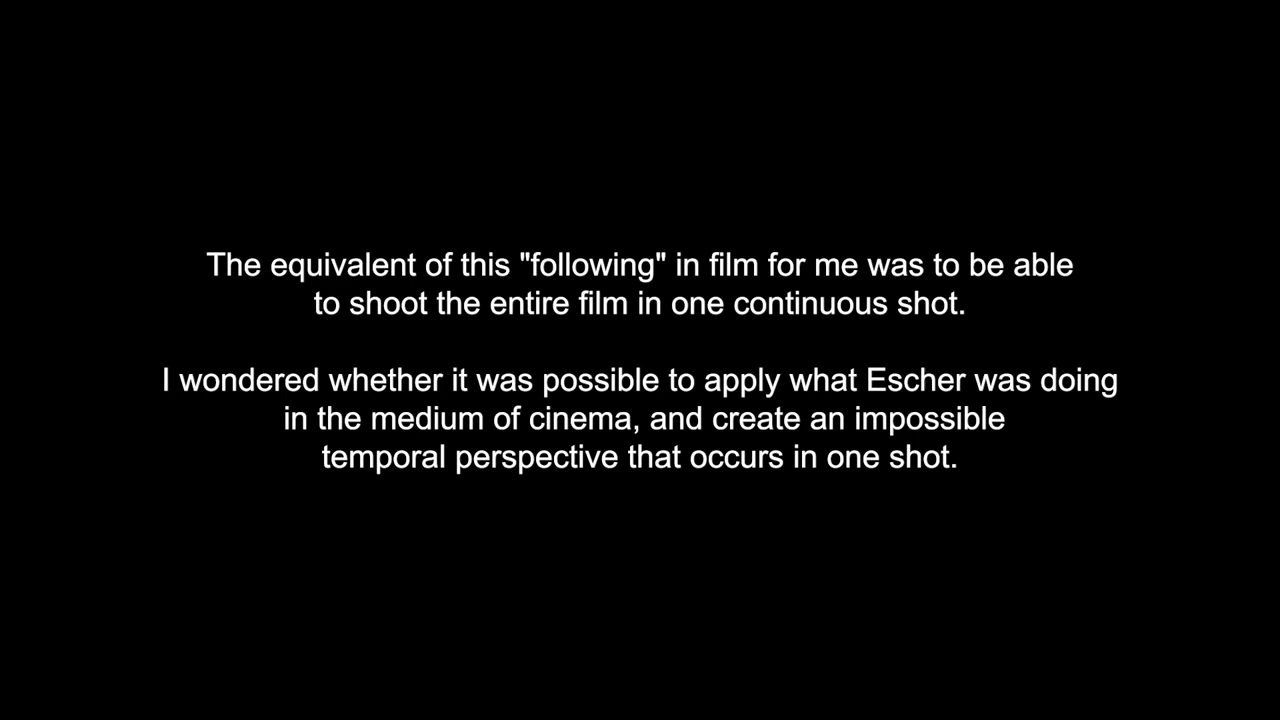 The equivalent of this "following" in film for me was to be able
to shoot the entire film in one continuous shot.
I wondered whether it was possible to apply what Escher was doing
in the medium of cinema, and create an impossible
temporal perspective that occurs in one shot.